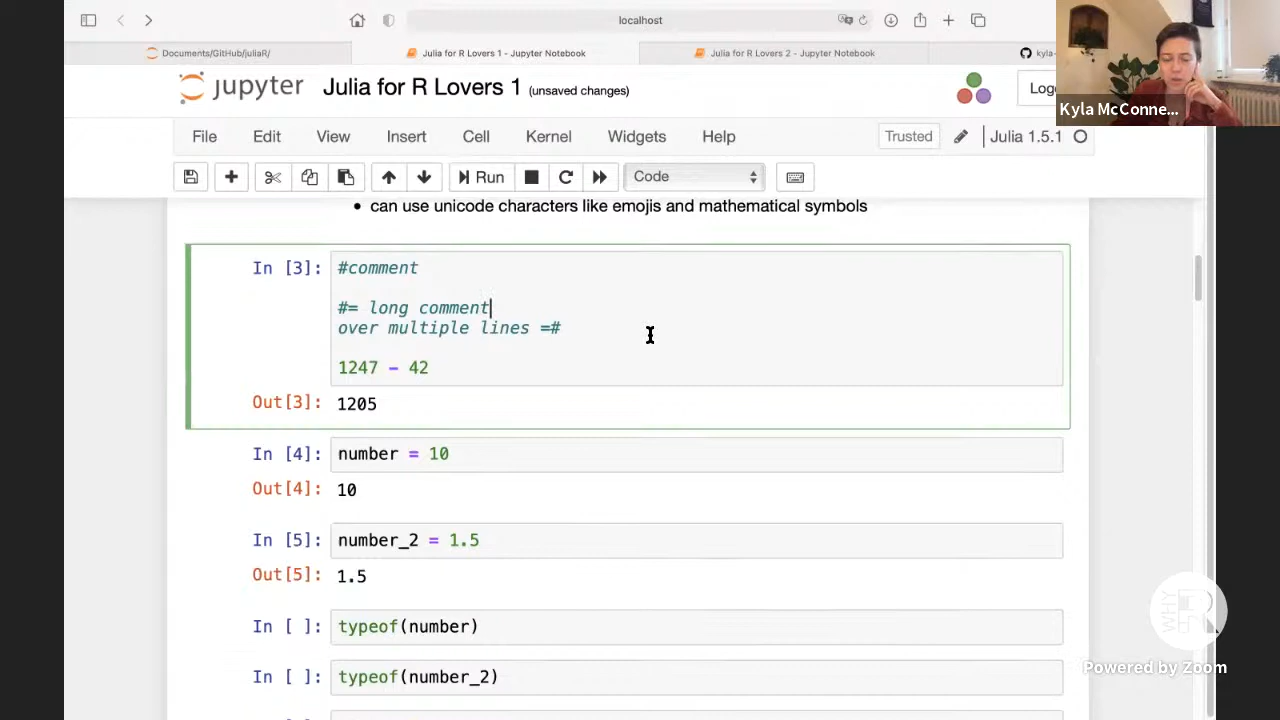 localhost
Documents/GitHub/juliaR/
Julia for R Lovers 1 - Jupyter Notebook
Julia for R Lovers 2 - Jupyter Notebook
kyla-
jupyter
Julia for R Lovers 1 (unsaved changes)
Log
Kyla McConne...
File Edit View Insert Cell Kernel Widgets Help
Trusted
Julia 1.5.1
Run
Code
• can use unicode characters like emojis and mathematical symbols
In [3]: #comment
#= long comment
over multiple lines =#
1247 - 42
Out[3]: 1205
In [4]: number = 10
Out[4]: 10
In [5]: number_2 = 1.5
Out[5]: 1.5
In [ ]: typeof(number)
In [ ]: typeof(number_2)
WHY R
Powered by Zoom